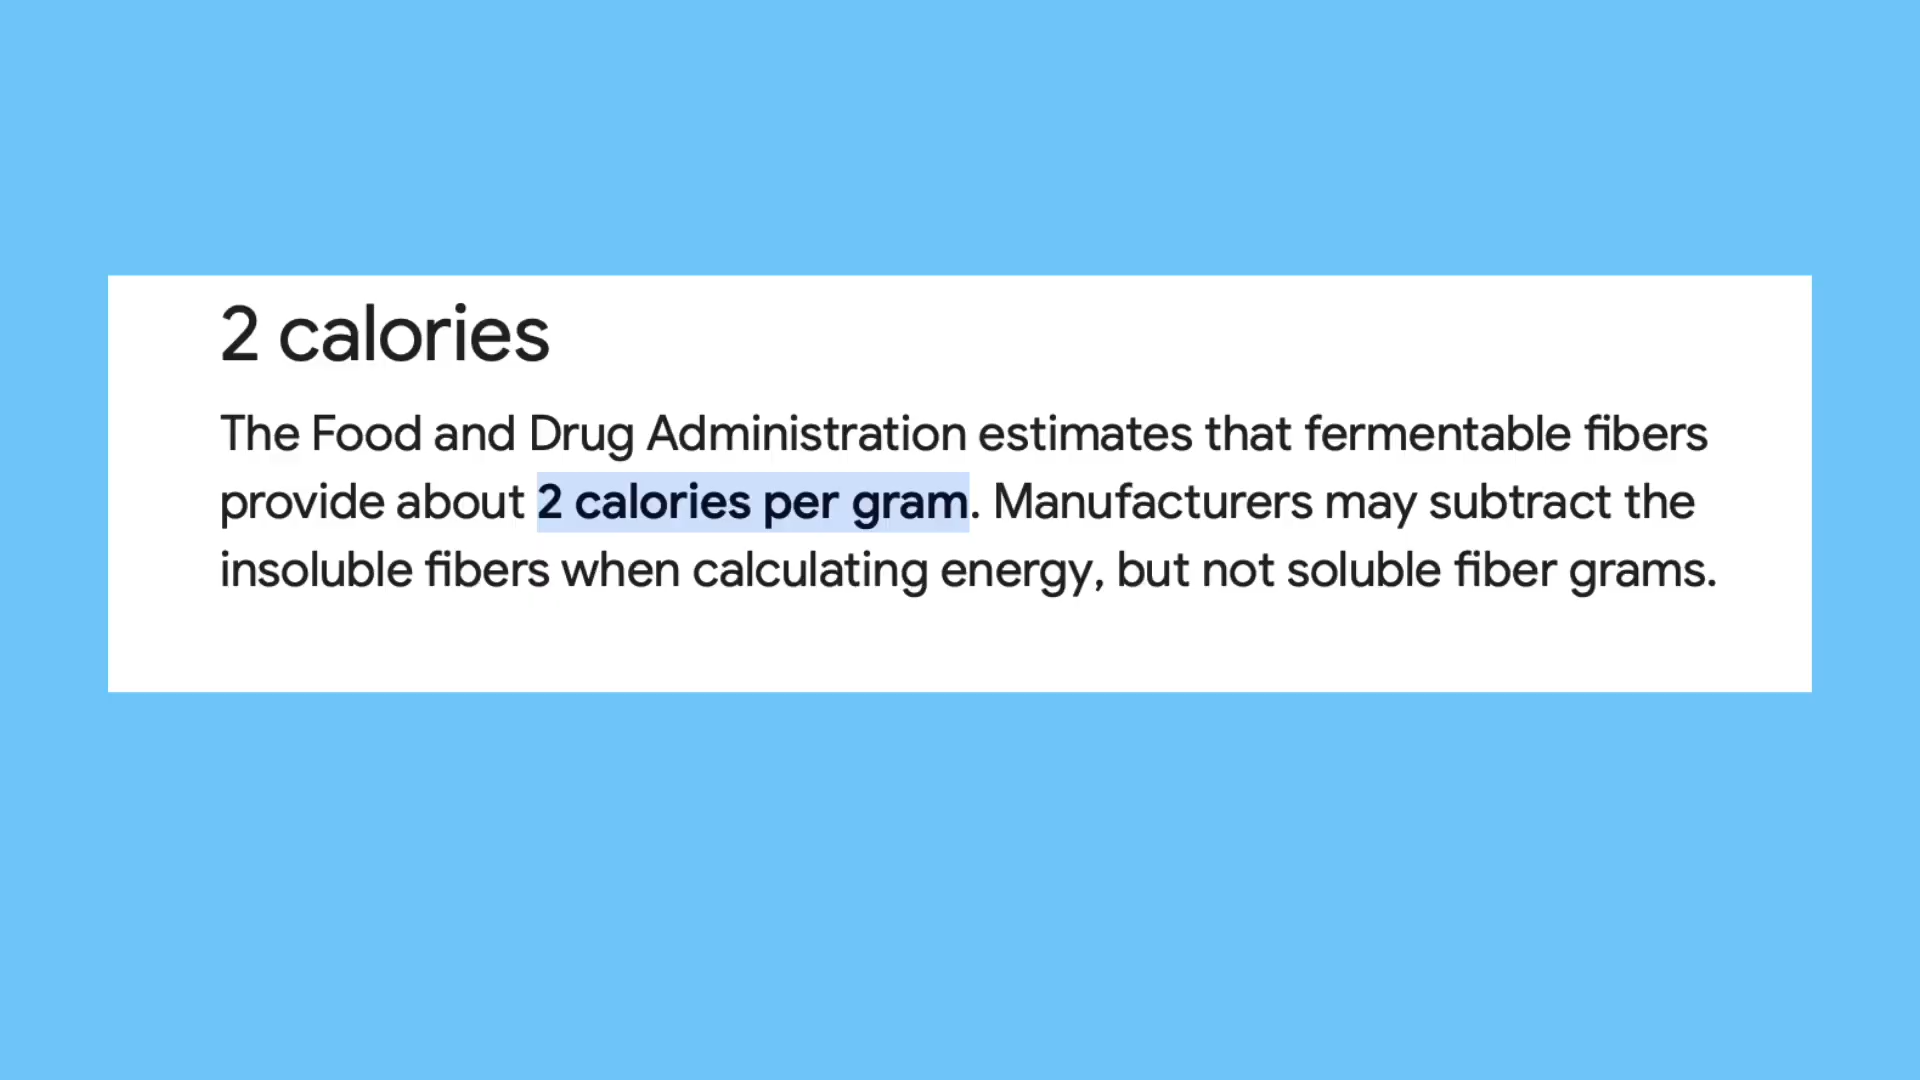 2 calories
The Food and Drug Administration estimates that fermentable fibers
provide about 2 calories per gram. Manufacturers may subtract the
insoluble fibers when calculating energy, but not soluble fiber grams.